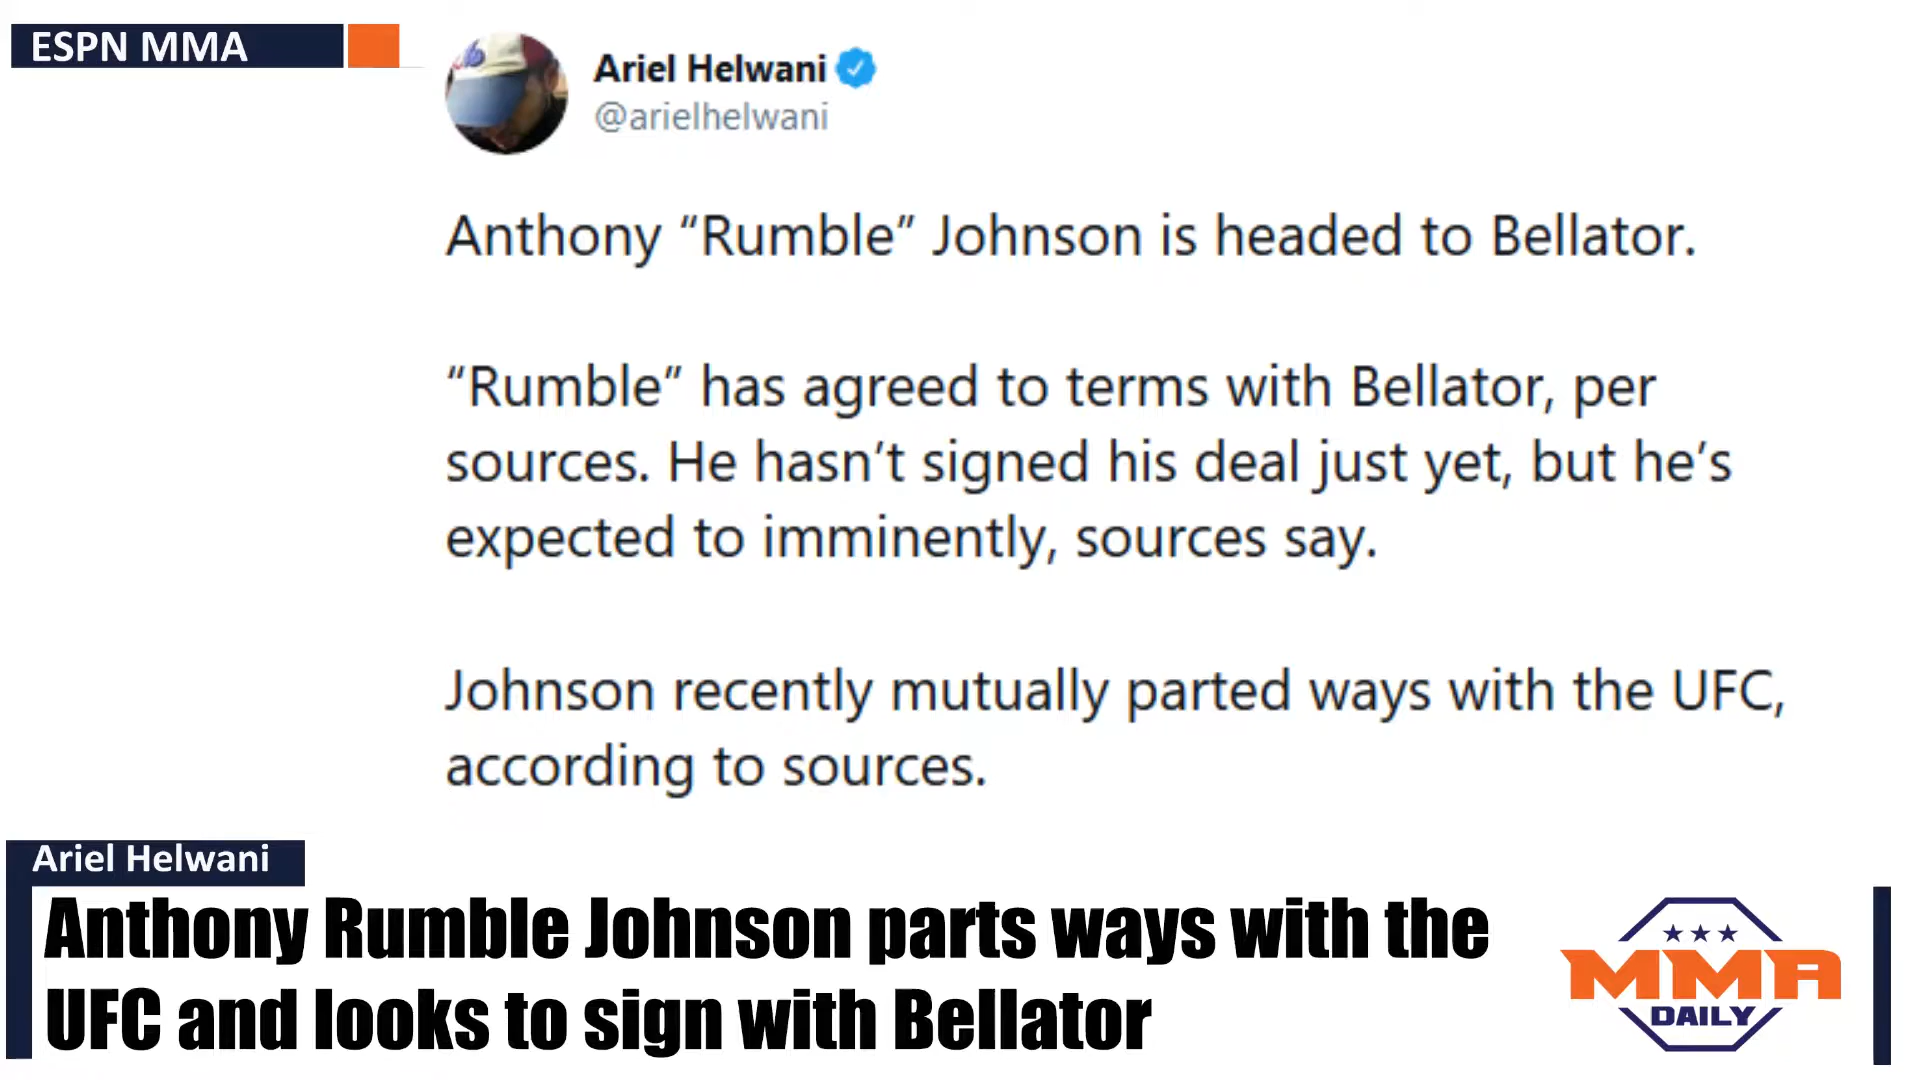 ESPN MMA
Ariel Helwani
@arielhelwani
Anthony “Rumble” Johnson is headed to Bellator.
“Rumble” has agreed to terms with Bellator, per
sources. He hasn’t signed his deal just yet, but he’s
expected to imminently, sources say.
Johnson recently mutually parted ways with the UFC,
according to sources.
Ariel Helwani
Anthony Rumble Johnson parts ways with the
UFC and looks to sign with Bellator
MMA
DAILY